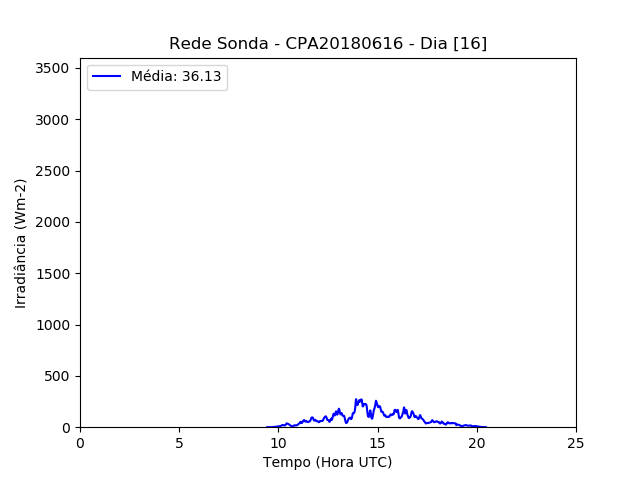 Rede Sonda - CPA20180616 - Dia [16]
Média: 36.13
3500
3000
2500
2000
1500
1000
500
0
Irradiância (Wm-2)
0 5 10 15 20 25
Tempo (Hora UTC)